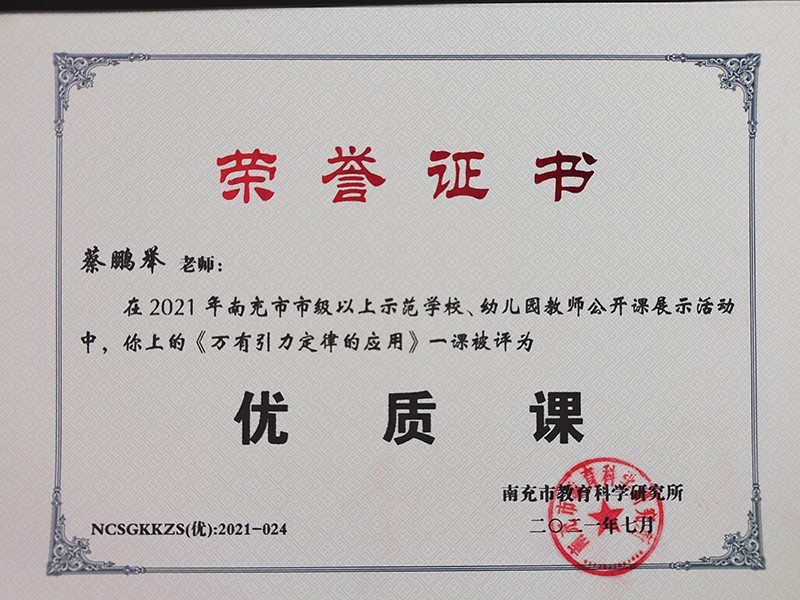 荣誉证书
蔡鹏举 老师：
在2021年南充市市级以上示范学校、幼儿园教师公开课展示活动
中，你上的《万有引力定律的应用》一课被评为
优质课
南充市教育科学研究所
NCSGKKZS(优):2021-024
二〇二一年七月